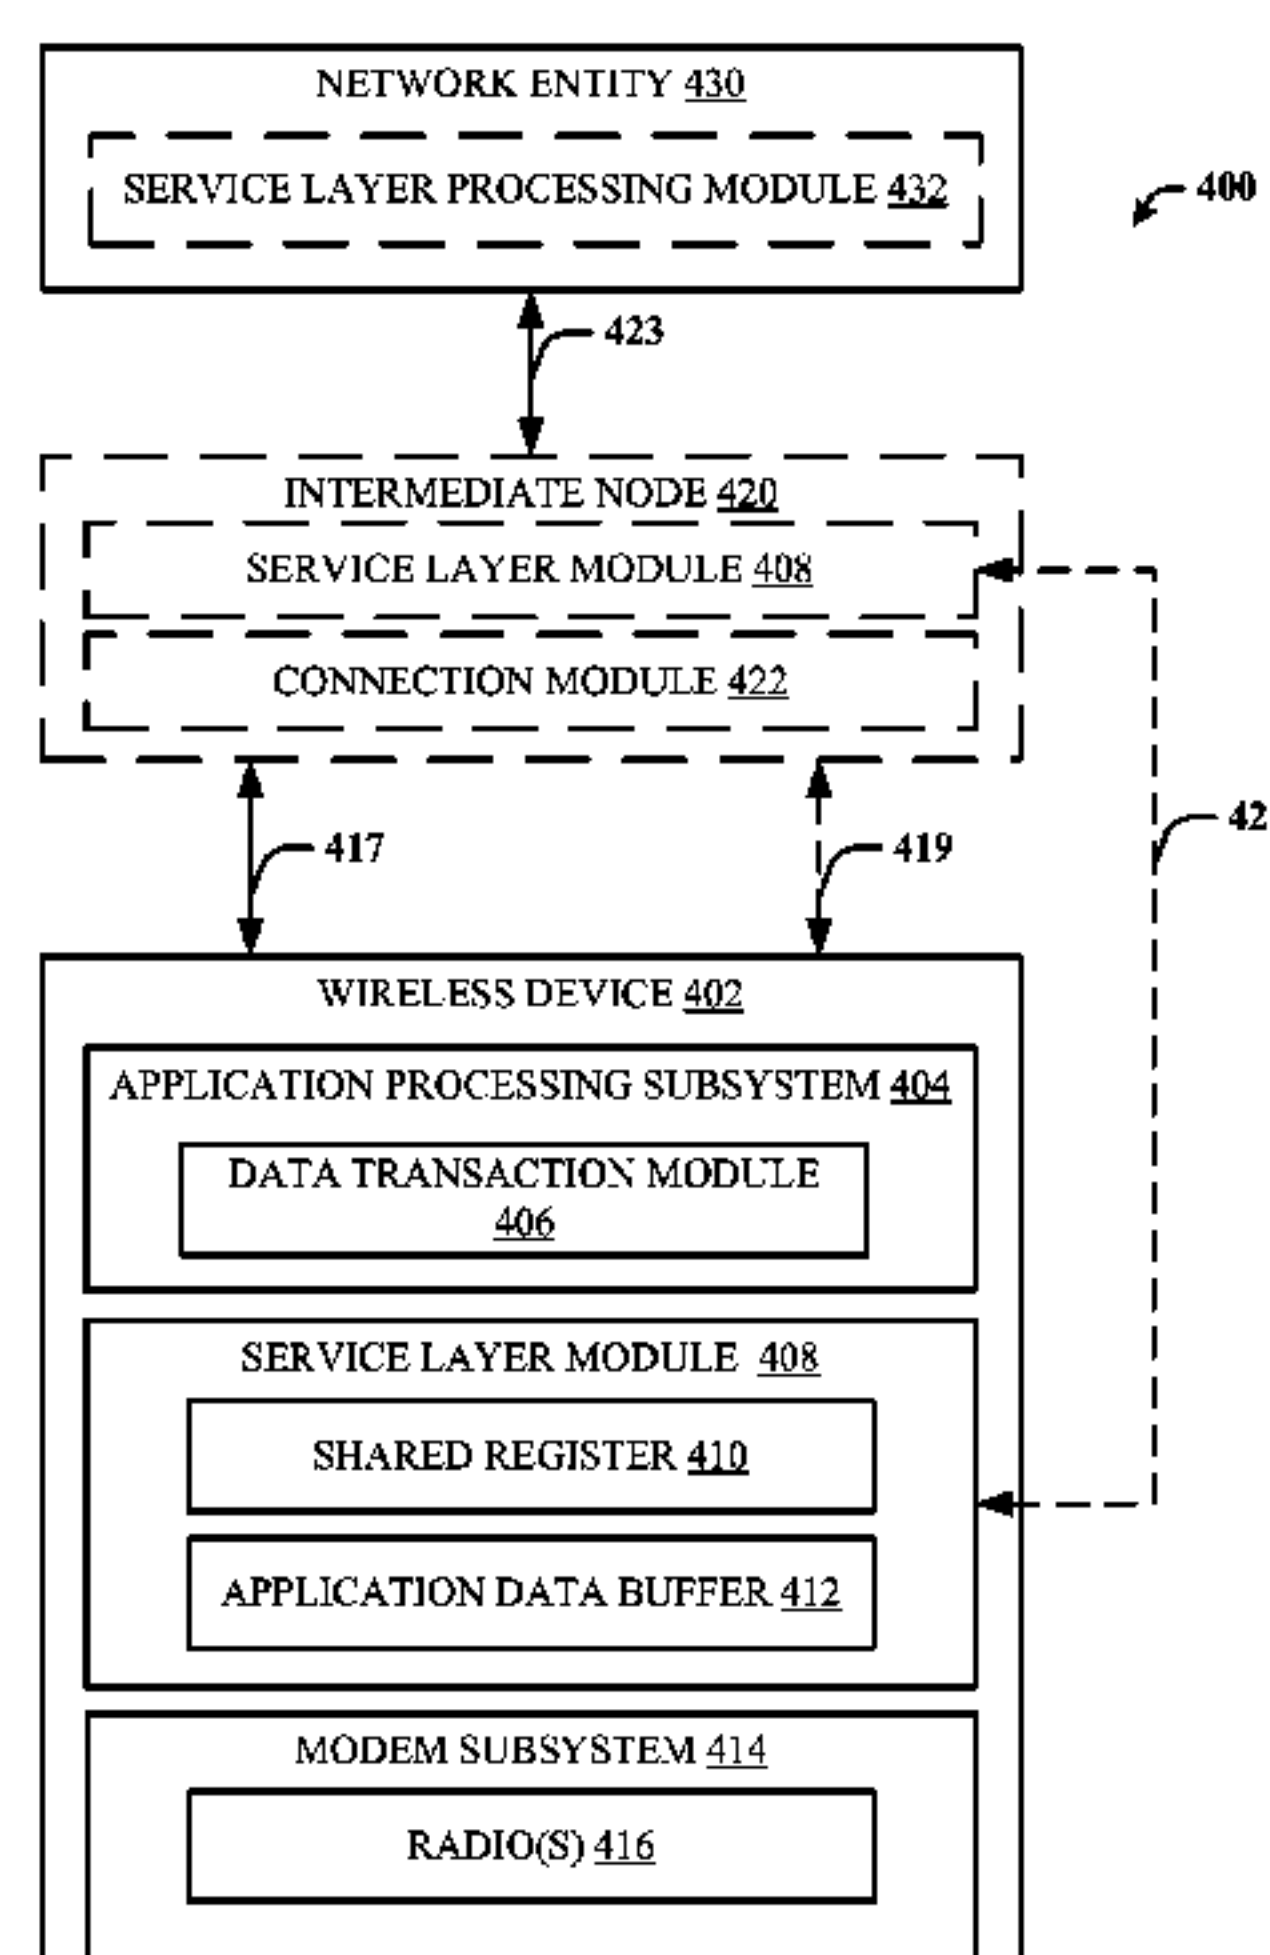 NETWORK ENTITY 430
SERVICE LAYER PROCESSING MODULE 432
400
423
INTERMEDIATE NODE 420
SERVICE LAYER MODULE 408
CONNECTION MODULE 422
42
417
419
WIRELESS DEVICE 402
APPLICATION PROCESSING SUBSYSTEM 404
DATA TRANSACTION MODULE
406
SERVICE LAYER MODULE 408
SHARED REGISTER 410
APPLICATION DATA BUFFER 412
MODEM SUBSYSTEM 414
RADIO(S) 416